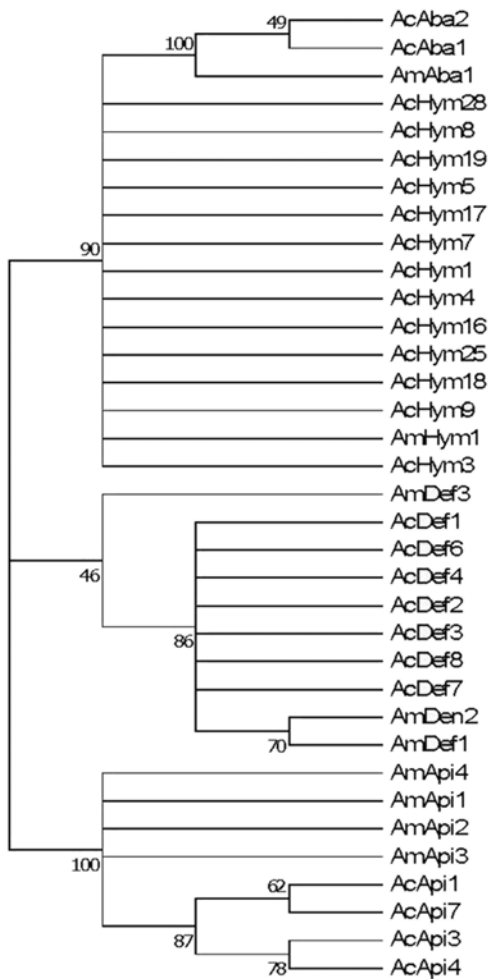 49
AcAba2
100
AcAba1
AmAba1
AcHym28
AcHym8
AcHym19
AcHym5
AcHym17
AcHym7
90
AcHym1
AcHym4
AcHym16
AcHym25
AcHym18
AcHym9
AmHym1
AcHym3
AmDef3
AcDef1
AcDef6
46
AcDef4
AcDef2
86
AcDef3
AcDef8
AcDef7
AmDen2
70
AmDef1
AmApi4
AmApi1
AmApi2
100
AmApi3
62
AcApi1
AcApi7
87
AcApi3
78
AcApi4